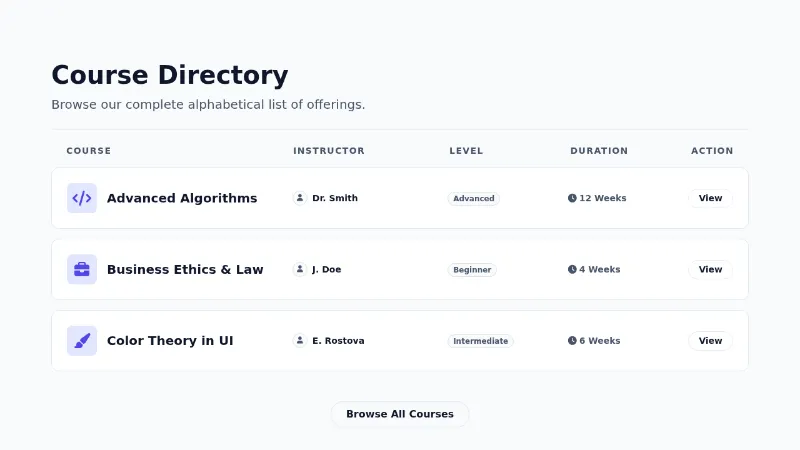 Course Directory
Browse our complete alphabetical list of offerings.
COURSE INSTRUCTOR LEVEL DURATION ACTION
Advanced Algorithms Dr. Smith Advanced 12 Weeks View
Business Ethics & Law J. Doe Beginner 4 Weeks View
Color Theory in UI E. Rostova Intermediate 6 Weeks View
Browse All Courses